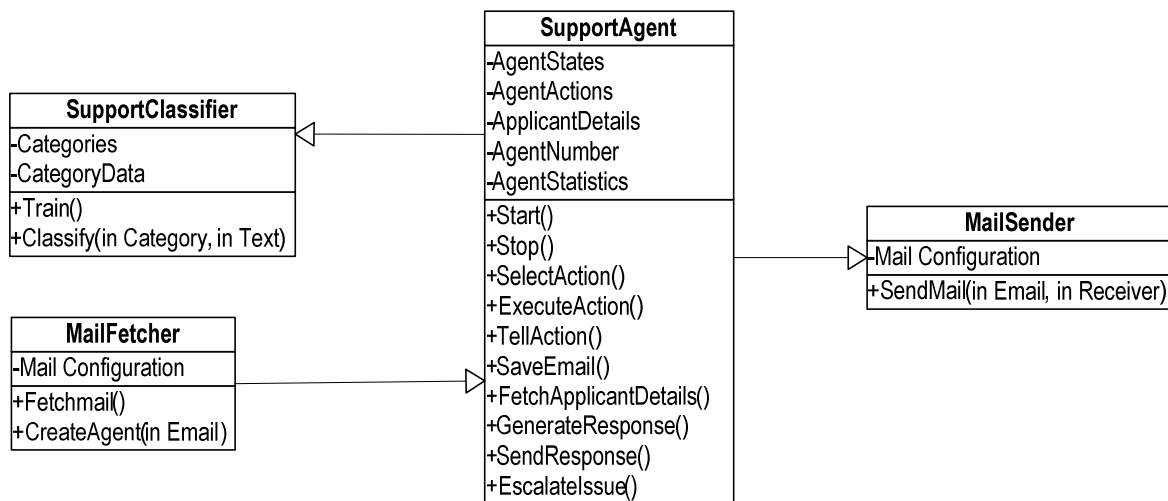 SupportAgent
-AgentStates
-AgentActions
-ApplicantDetails
-AgentNumber
-AgentStatistics
+Start()
+Stop()
+SelectAction()
+ExecuteAction()
+TellAction()
+SaveEmail()
+FetchApplicantDetails()
+GenerateResponse()
+SendResponse()
+EscalateIssue()
SupportClassifier
-Categories
-CategoryData
+Train()
+Classify(in Category, in Text)
MailFetcher
-Mail Configuration
+Fetchmail()
+CreateAgent(in Email)
MailSender
-Mail Configuration
+SendMail(in Email, in Receiver)